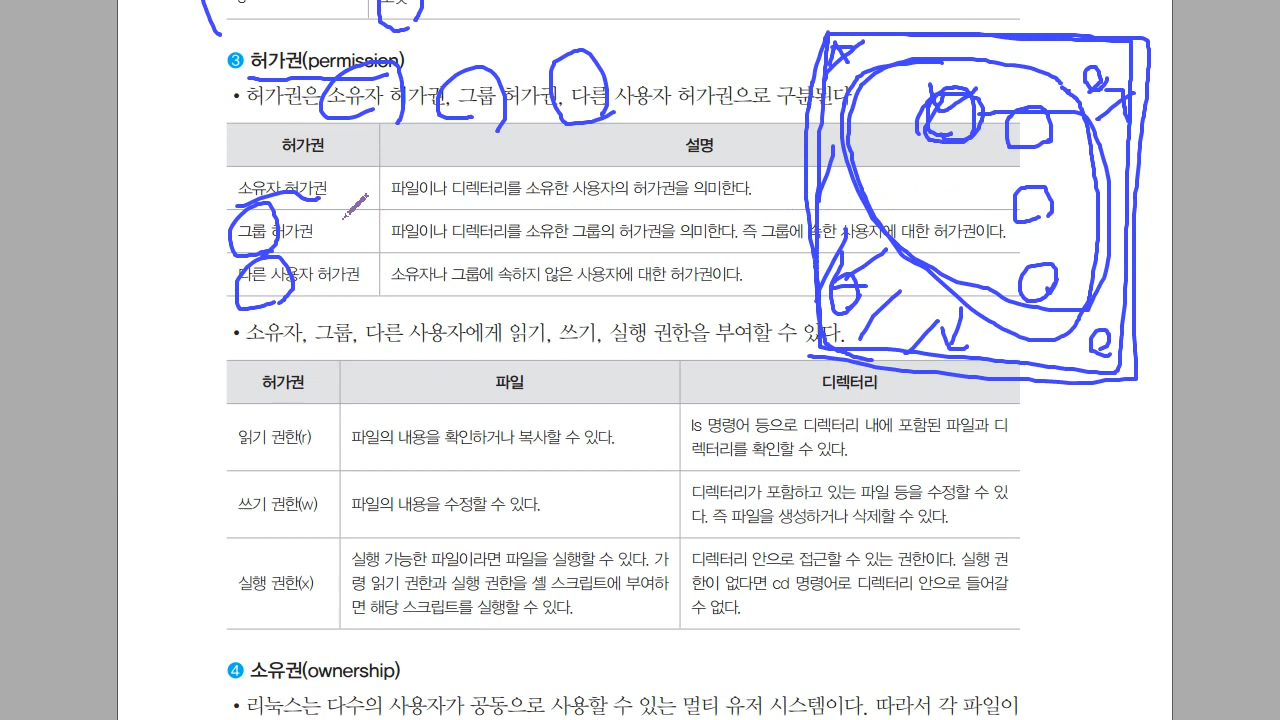 ❸ 허가권(permission)
• 허가권은 소유자 허가권, 그룹 허가권, 다른 사용자 허가권으로 구분된다
허가권 설명
소유자 허가권 파일이나 디렉터리를 소유한 사용자의 허가권을 의미한다.
그룹 허가권 파일이나 디렉터리를 소유한 그룹의 허가권을 의미한다. 즉 그룹에 속한 사용자에 대한 허가권이다.
다른 사용자 허가권 소유자나 그룹에 속하지 않은 사용자에 대한 허가권이다.
• 소유자, 그룹, 다른 사용자에게 읽기, 쓰기, 실행 권한을 부여할 수 있다.
허가권 파일 디렉터리
읽기 권한(r) 파일의 내용을 확인하거나 복사할 수 있다.
ls 명령어 등으로 디렉터리 내에 포함된 파일과 디
렉터리를 확인할 수 있다.
쓰기 권한(w) 파일의 내용을 수정할 수 있다.
디렉터리가 포함하고 있는 파일 등을 수정할 수 있
다. 즉 파일을 생성하거나 삭제할 수 있다.
실행 권한(x)
실행 가능한 파일이라면 파일을 실행할 수 있다. 가
령 읽기 권한과 실행 권한을 셸 스크립트에 부여하
면 해당 스크립트를 실행할 수 있다.
디렉터리 안으로 접근할 수 있는 권한이다. 실행 권
한이 없다면 cd 명령어로 디렉터리 안으로 들어갈
수 없다.
❹ 소유권(ownership)
• 리눅스는 다수의 사용자가 공동으로 사용할 수 있는 멀티 유저 시스템이다. 따라서 각 파일이